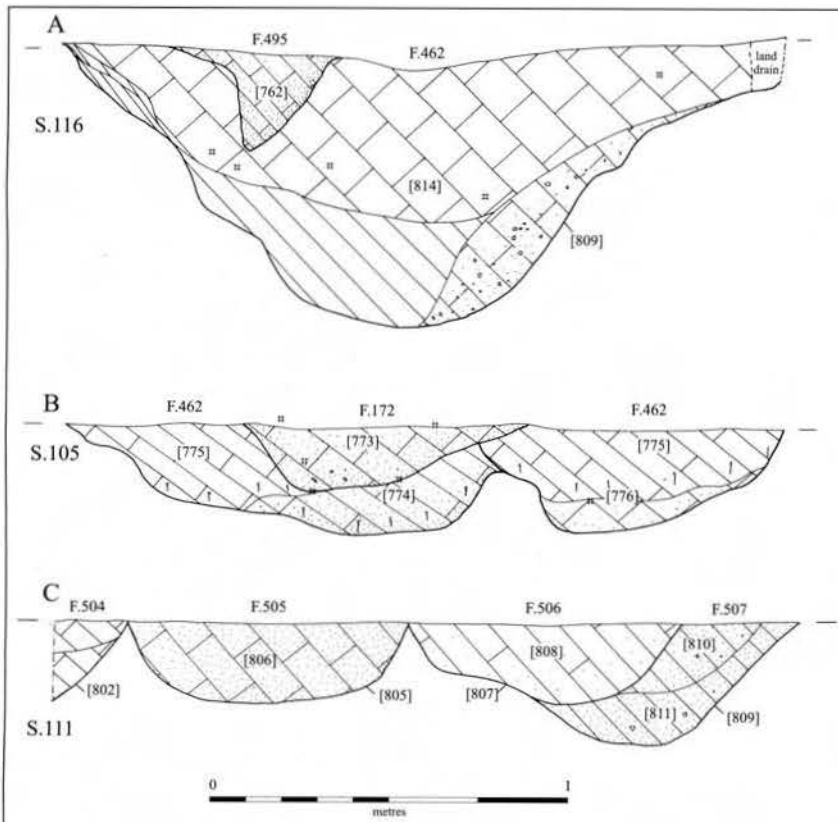 A
F.495
F.462
land
drain
[762]
S.116
[814]
[809]
B
F.462
F.172
F.462
S.105
[775]
[773]
[775]
[774]
[776]
C
F.504
F.505
F.506
F.507
[806]
[808]
[810]
[802]
[805]
[807]
[811]
[809]
S.111
0
1
metres